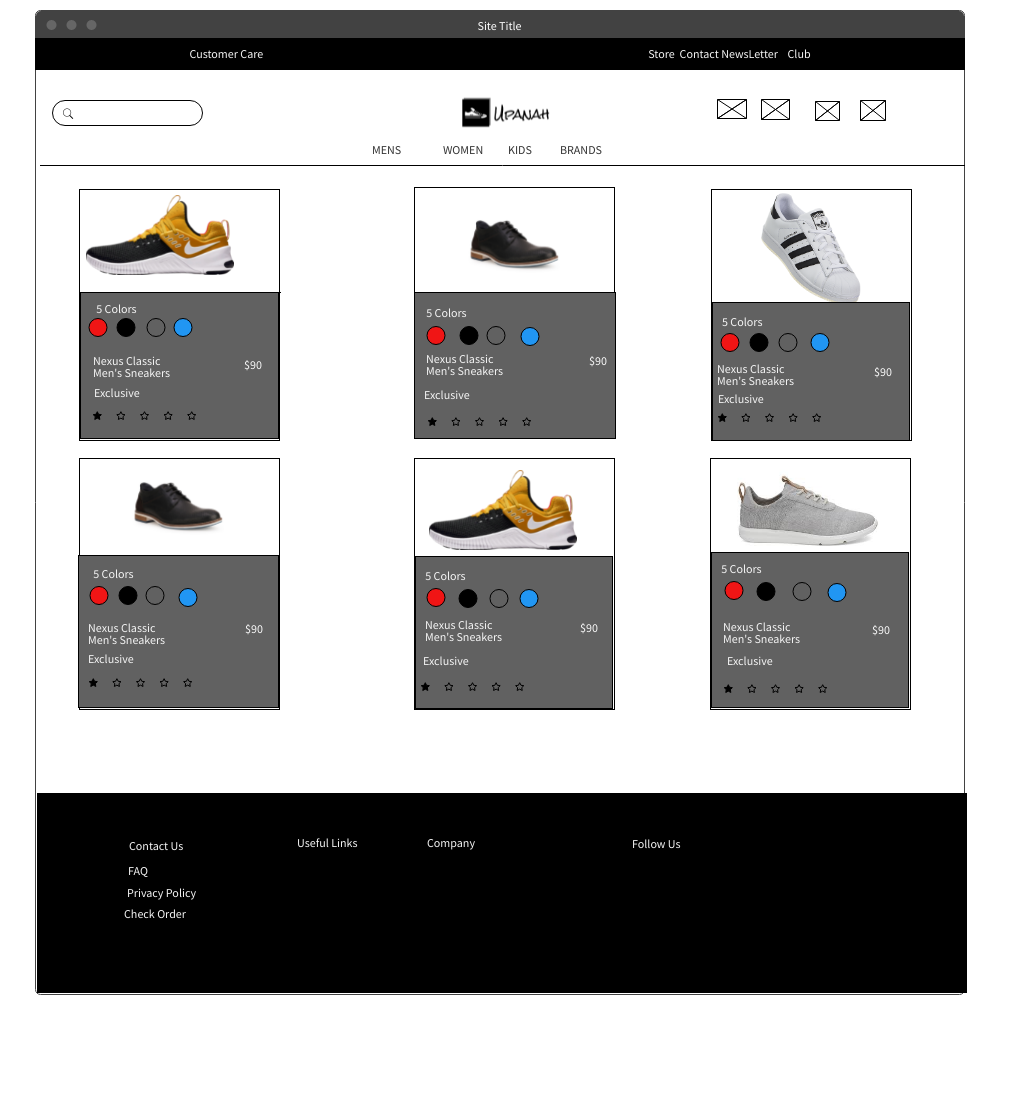 Site Title
Customer Care
Store Contact NewsLetter Club
UPANAH
MENS WOMEN KIDS BRANDS
5 Colors
Nexus Classic
Men's Sneakers
$90
Exclusive
5 Colors
Nexus Classic
Men's Sneakers
$90
Exclusive
5 Colors
Nexus Classic
Men's Sneakers
$90
Exclusive
5 Colors
Nexus Classic
Men's Sneakers
$90
Exclusive
5 Colors
Nexus Classic
Men's Sneakers
$90
Exclusive
5 Colors
Nexus Classic
Men's Sneakers
$90
Exclusive
Contact Us
FAQ
Privacy Policy
Check Order
Useful Links
Company
Follow Us